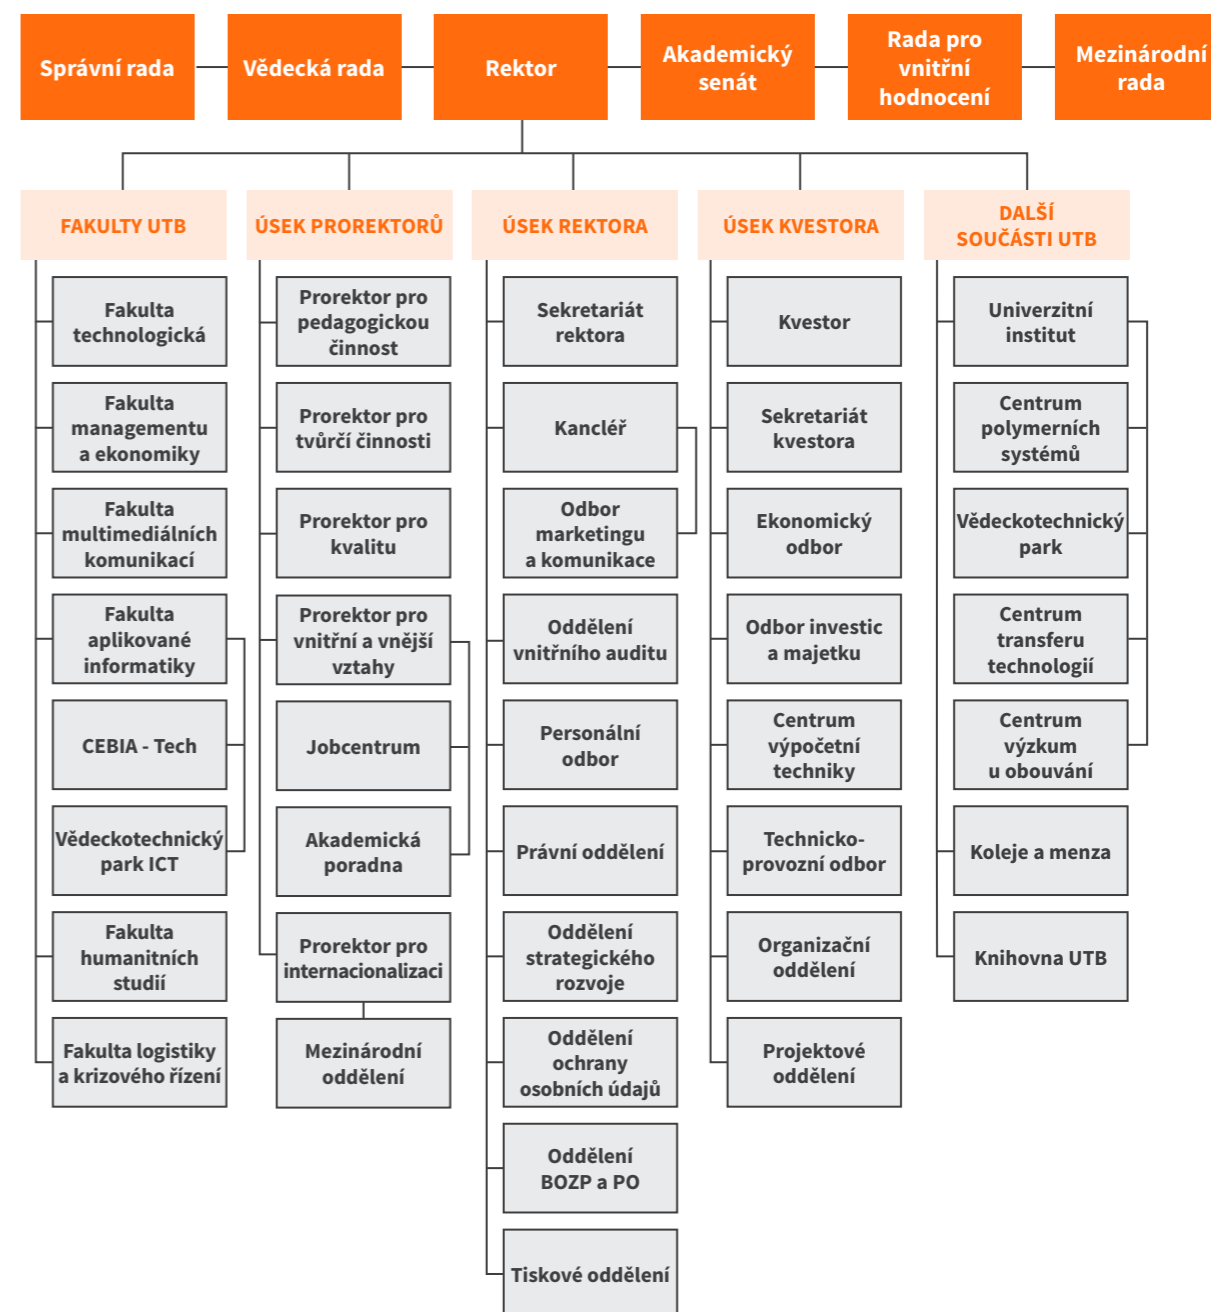 Správní rada
Vědecká rada
Rektor
Akademický
senát
Rada pro
vnitřní
hodnocení
Mezinárodní
rada
FAKULTY UTB
Fakulta
technologická
Fakulta
managementu
a ekonomiky
Fakulta
multimediálních
komunikací
Fakulta
aplikované
informatiky
CEBIA - Tech
Vědeckotechnický
park ICT
Fakulta
humanitních
studií
Fakulta logistiky
a krizového řízení
ÚSEK PROREKTORŮ
Prorektor pro
pedagogickou
činnost
Prorektor pro
tvůrčí činnosti
Prorektor pro
kvalitu
Prorektor pro
vnitřní a vnější
vztahy
Jobcentrum
Akademická
poradna
Prorektor pro
internacionalizaci
Mezinárodní
oddělení
ÚSEK REKTORA
Sekretariát
rektora
Kancléř
Odbor
marketingu
a komunikace
Oddělení
vnitřního auditu
Personální
odbor
Právní oddělení
Oddělení
strategického
rozvoje
Oddělení
ochrany
osobních údajů
Oddělení
BOZP a PO
Tiskové oddělení
ÚSEK KVESTORA
Kvestor
Sekretariát
kvestora
Ekonomický
odbor
Odbor investic
a majetku
Centrum
výpočetní
techniky
Technicko-
provozní odbor
Organizační
oddělení
Projektové
oddělení
DALŠÍ
SOUČÁSTI UTB
Univerzitní
institut
Centrum
polymerních
systémů
Vědeckotechnický
park
Centrum
transferu
technologií
Centrum
výzkum
u obouvání
Koleje a menza
Knihovna UTB